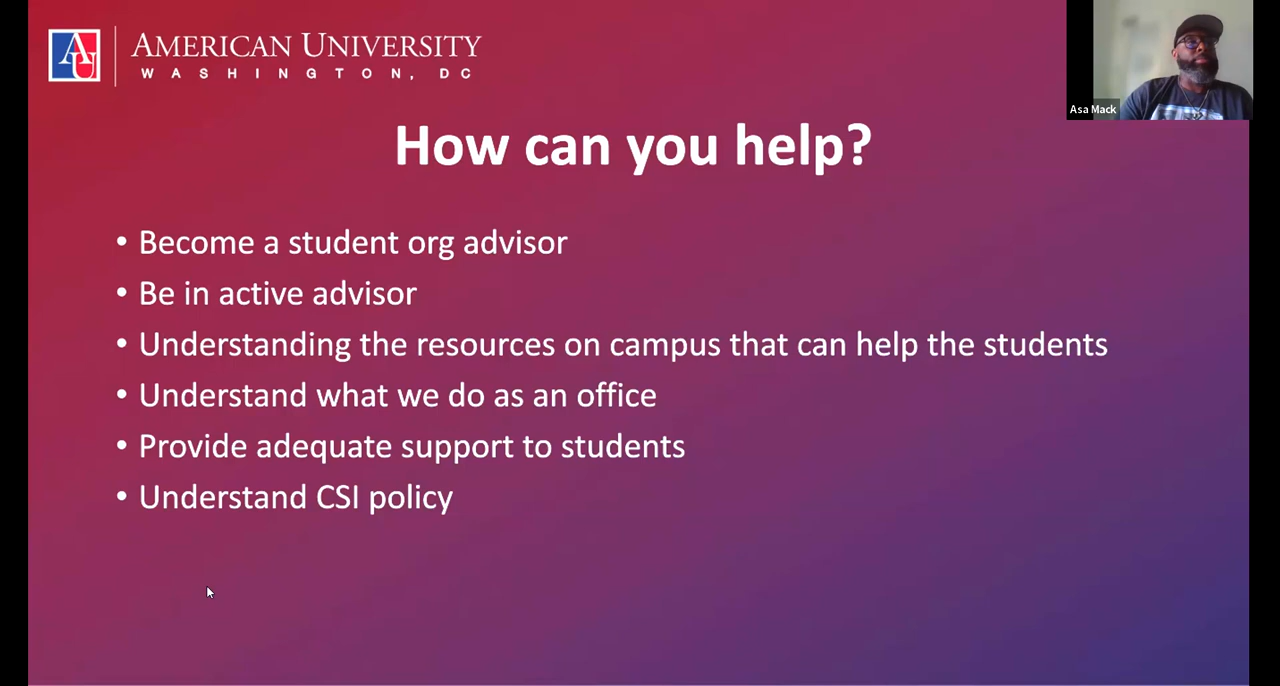 AU
AMERICAN UNIVERSITY
WASHINGTON, DC
Asa Mack
How can you help?
• Become a student org advisor
• Be in active advisor
• Understanding the resources on campus that can help the students
• Understand what we do as an office
• Provide adequate support to students
• Understand CSI policy